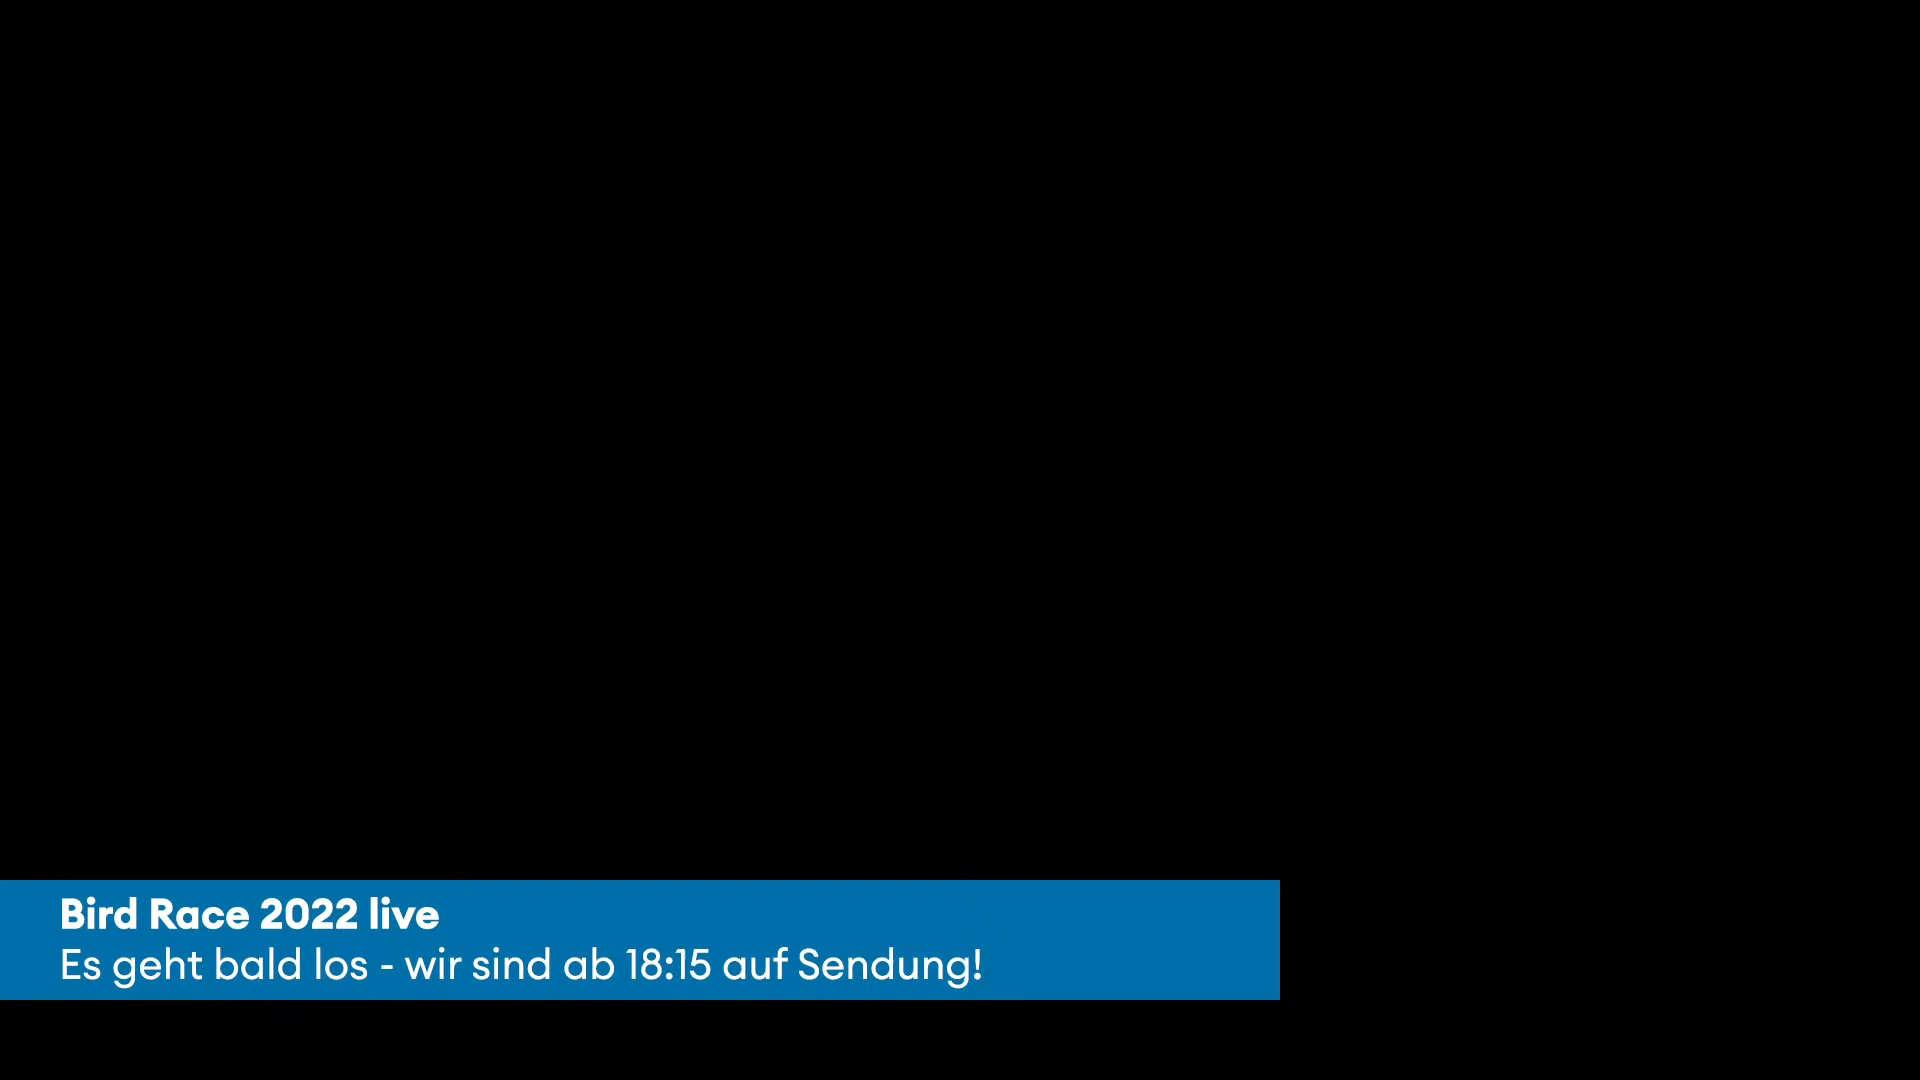 Bird Race 2022 live
Es geht bald los - wir sind ab 18:15 auf Sendung!